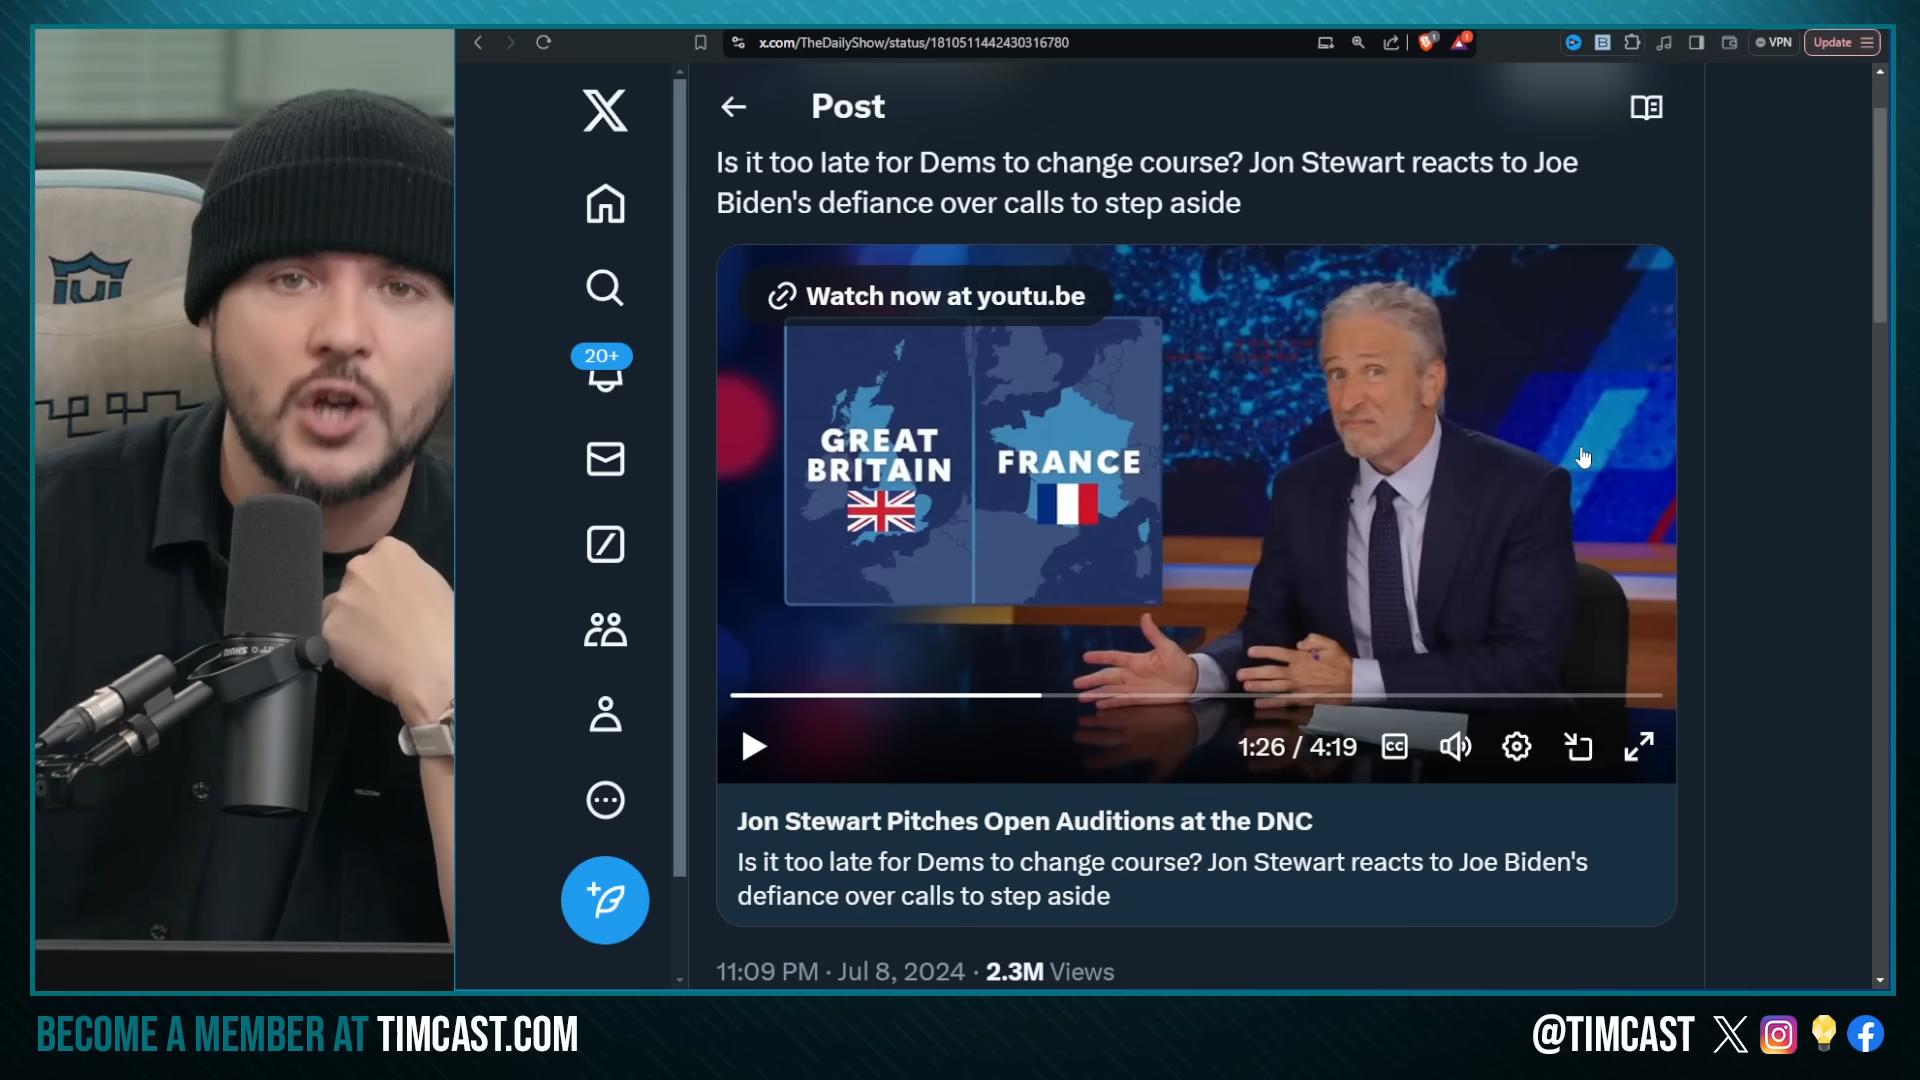 x.com/TheDailyShow/status/1810511442430316780
VPN
Update
Post
Is it too late for Dems to change course? Jon Stewart reacts to Joe
Biden's defiance over calls to step aside
20+
Watch now at youtu.be
GREAT
BRITAIN
FRANCE
1:26 / 4:19
CC
Jon Stewart Pitches Open Auditions at the DNC
Is it too late for Dems to change course? Jon Stewart reacts to Joe Biden's
defiance over calls to step aside
11:09 PM · Jul 8, 2024 · 2.3M Views
SHURE
VOLCOM
BECOME A MEMBER AT TIMCAST.COM
@TIMCAST